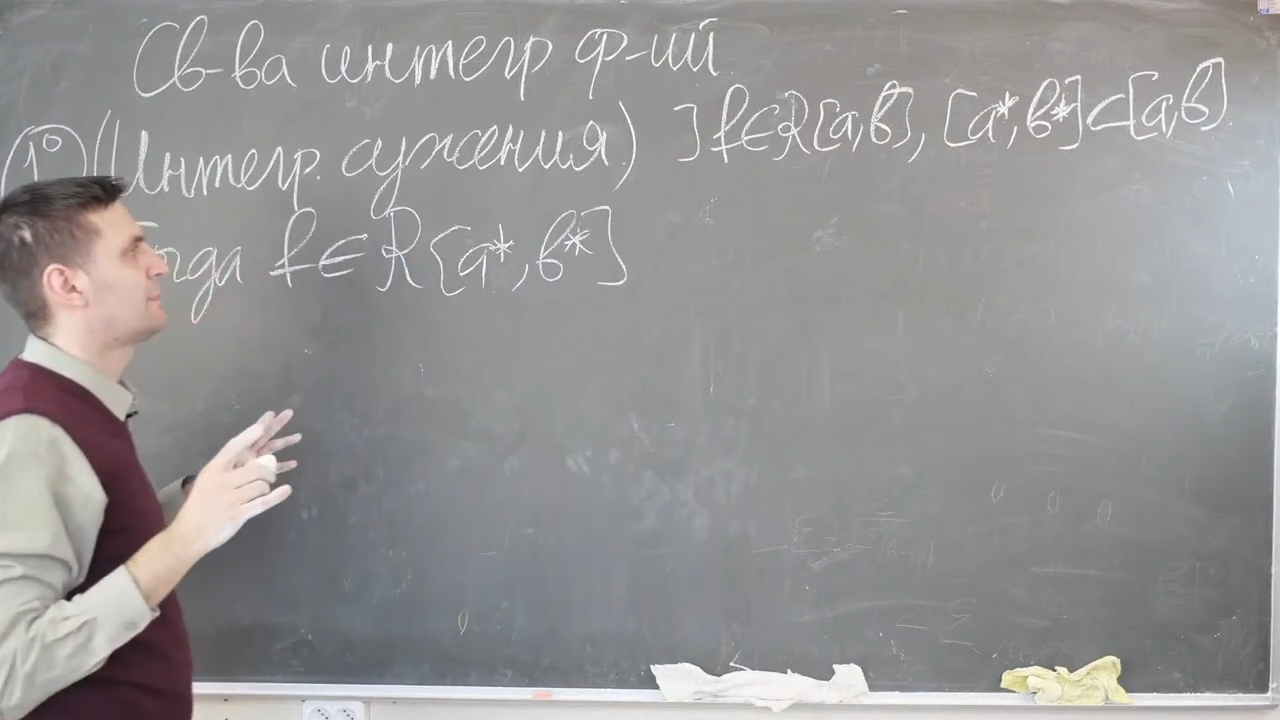 Св-ва интегр ф-ий
1° (Интегр. сужения) ] f∈R[a,b], [a*,b*]⊂[a,b].
Тогда f∈R[a*,b*]